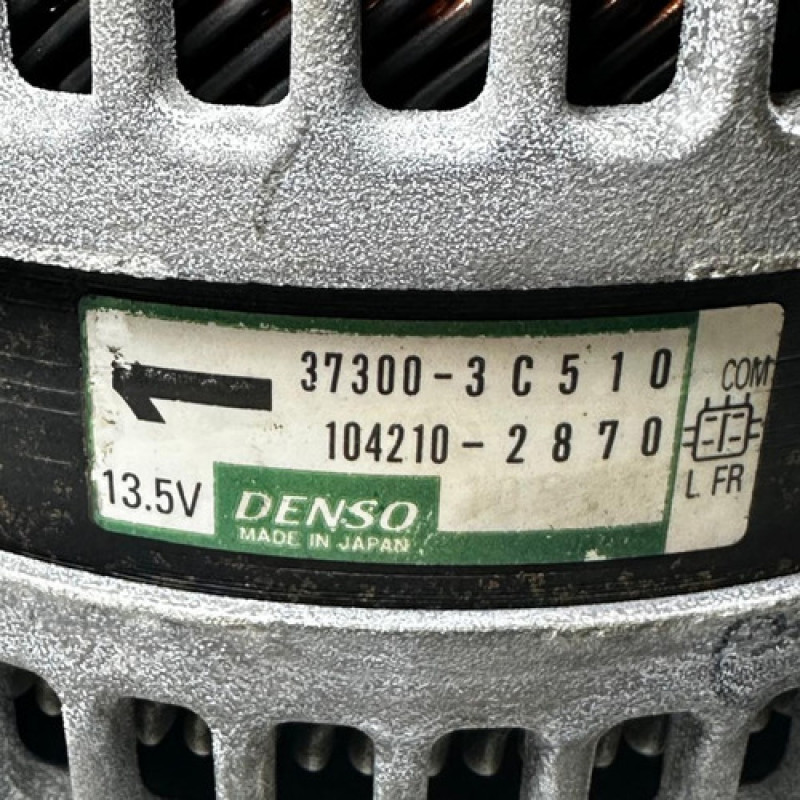 37300-3C510
104210-2870
13.5V
DENSO
MADE IN JAPAN
COM
L FR